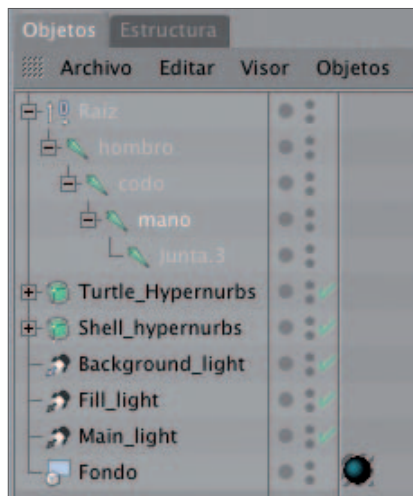 Objetos Estructura
Archivo Editar Visor Objetos
Raíz
hombro
codo
mano
Junta.3
Turtle_Hypernurbs
Shell_hypernurbs
Background_light
Fill_light
Main_light
Fondo